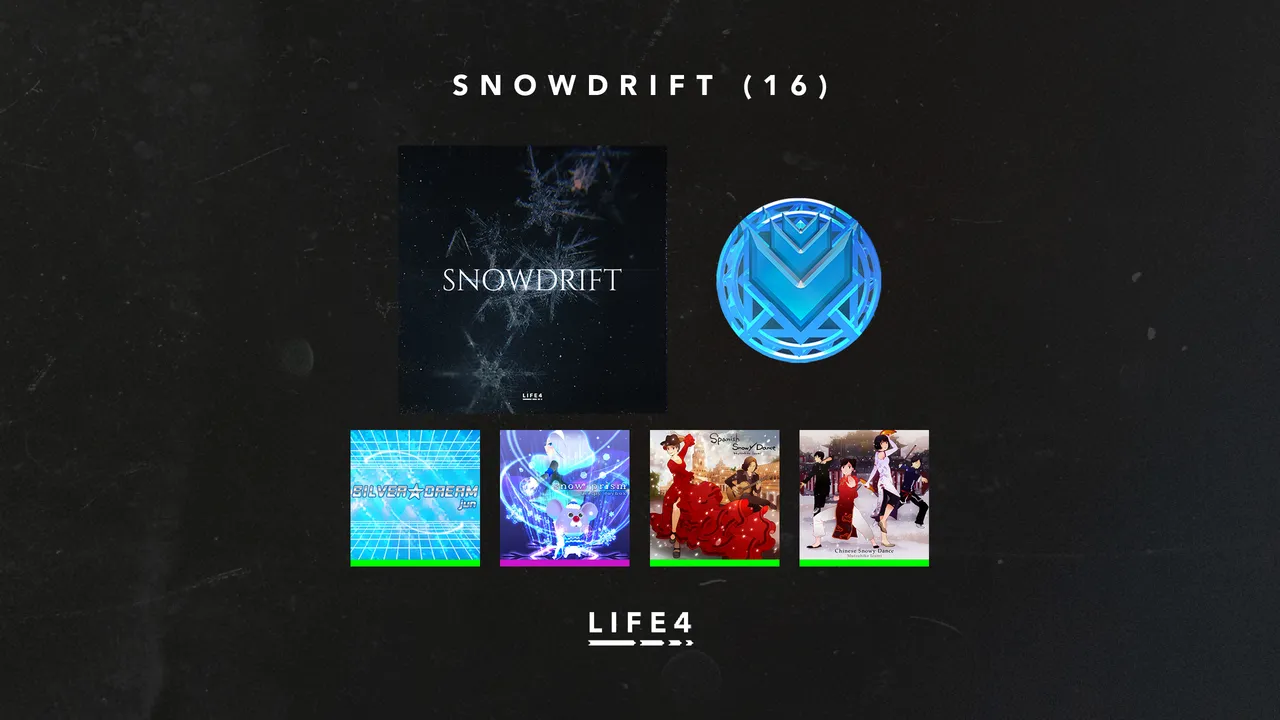 SNOWDRIFT (16)
SNOWDRIFT
LIFE4
SILVER★DREAM
jun
Snow prism
Spanish
Snowy Dance
Chinese Snowy Dance
LIFE4